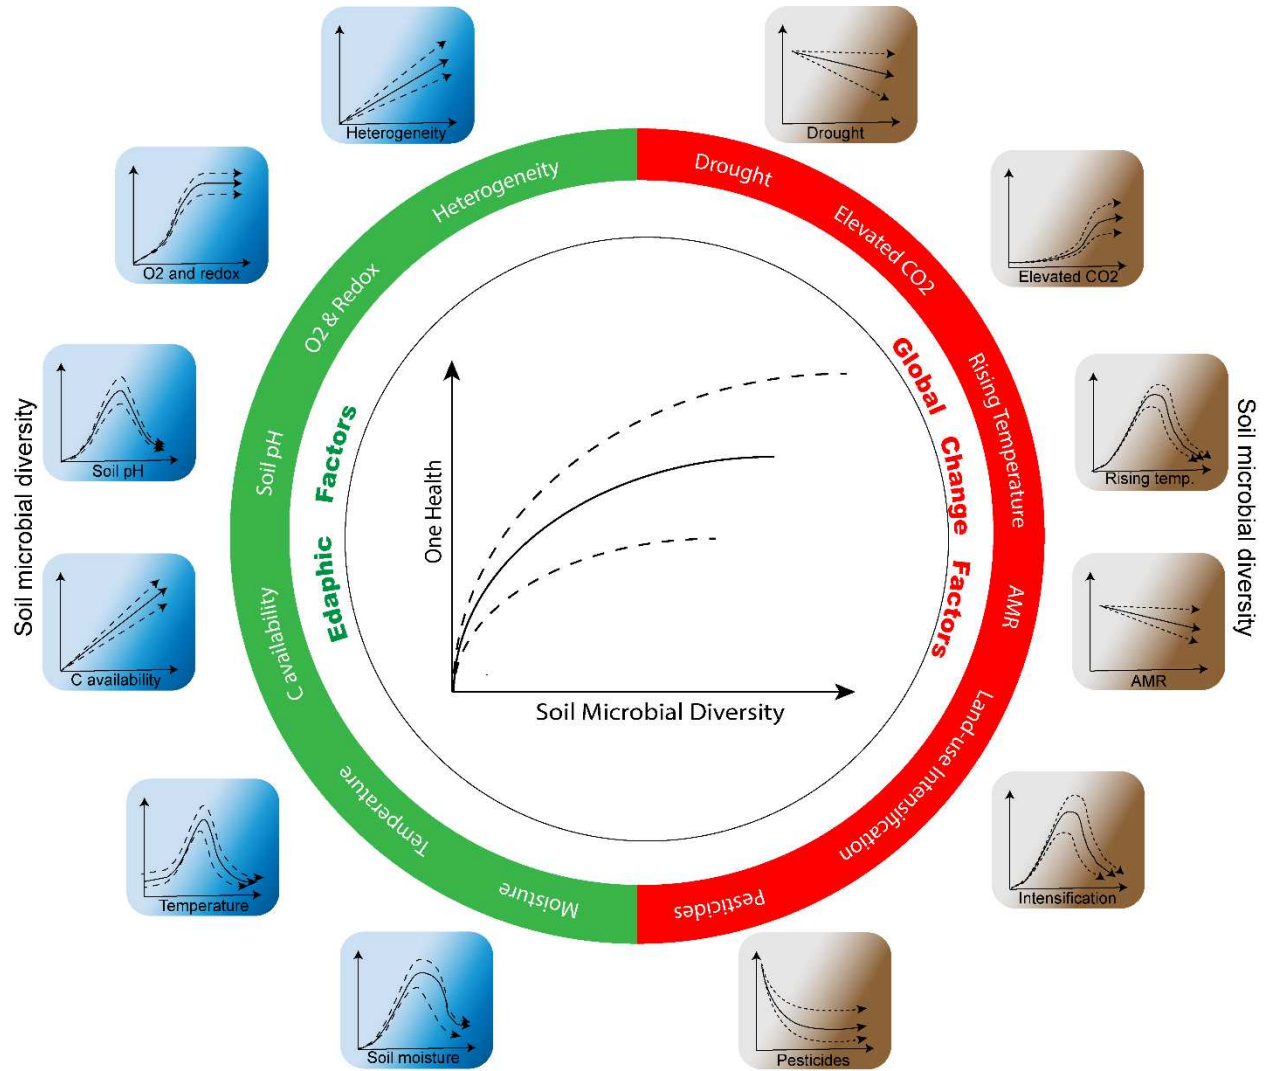 Heterogeneity
Drought
O2 and redox
Elevated CO2
Soil pH
Rising temp.
C availability
AMR
Temperature
Intensification
Soil moisture
Pesticides
Soil microbial diversity
Soil microbial diversity
Heterogeneity
O2 & Redox
Soil pH
C availability
Temperature
Moisture
Drought
Elevated CO2
Rising Temperature
AMR
Land-use Intensification
Pesticides
Edaphic Factors
Global Change Factors
One Health
Soil Microbial Diversity